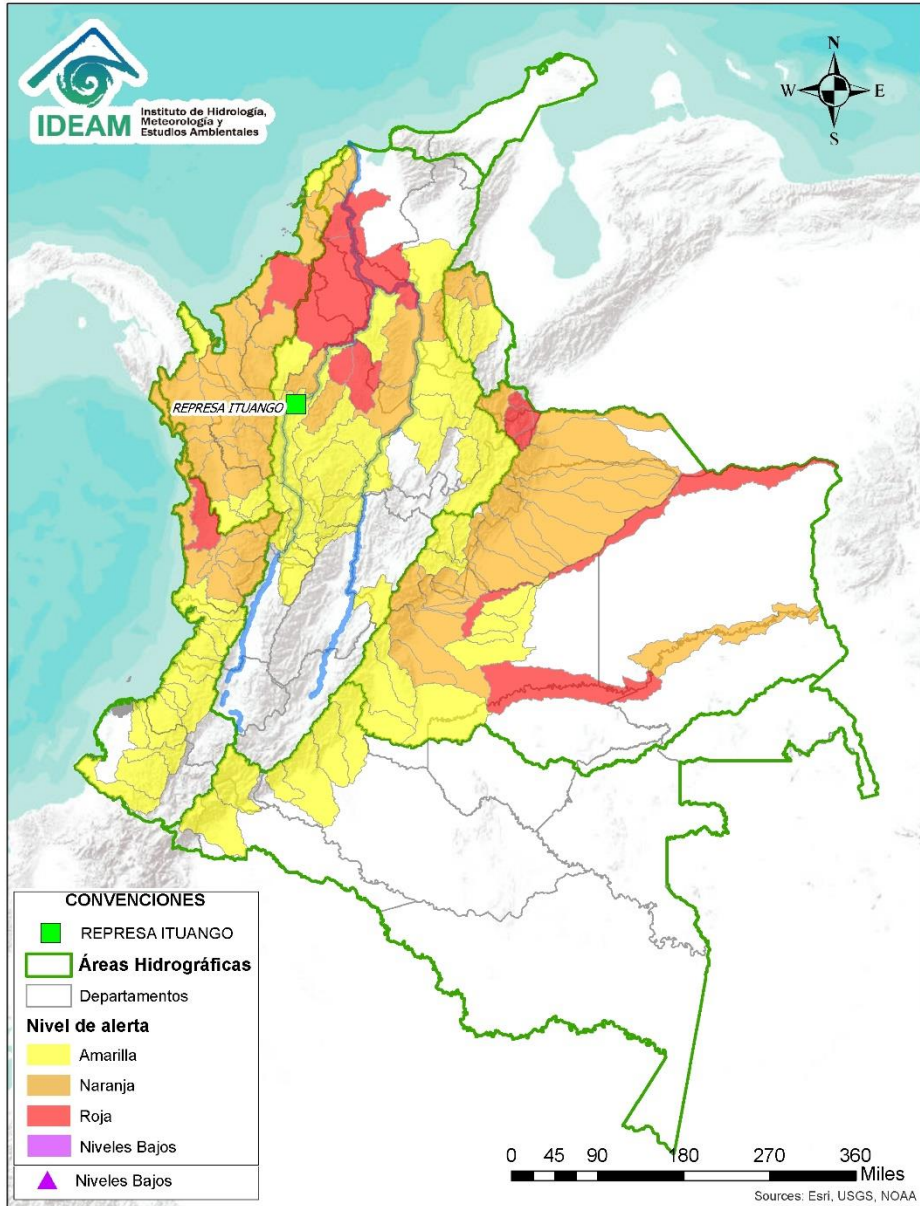 IDEAM
Instituto de Hidrología,
Meteorología y
Estudios Ambientales
N
W
E
S
REPRESA ITUANGO
CONVENCIONES
REPRESA ITUANGO
Áreas Hidrográficas
Departamentos
Nivel de alerta
Amarilla
Naranja
Roja
Niveles Bajos
Niveles Bajos
0 45 90 180 270 360
Miles
Sources: Esri, USGS, NOAA